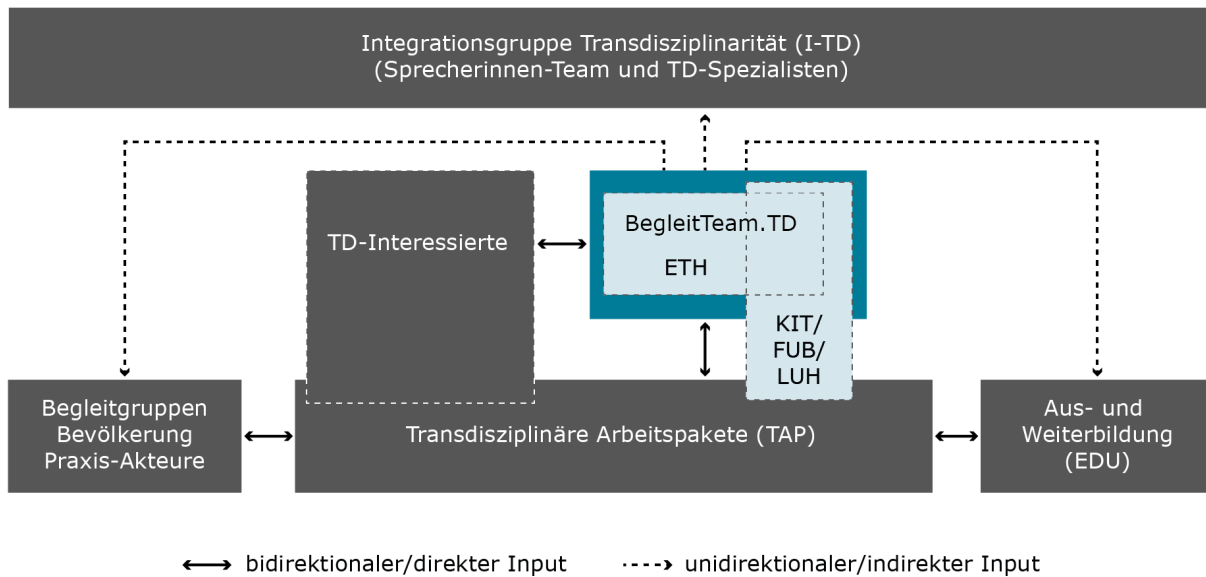 Integrationsgruppe Transdisziplinarität (I-TD)
(Sprecherinnen-Team und TD-Spezialisten)
TD-Interessierte
BegleitTeam.TD
ETH
KIT/
FUB/
LUH
Begleitgruppen
Bevölkerung
Praxis-Akteure
Transdisziplinäre Arbeitspakete (TAP)
Aus- und
Weiterbildung
(EDU)
bidirektionaler/direkter Input
unidirektionaler/indirekter Input